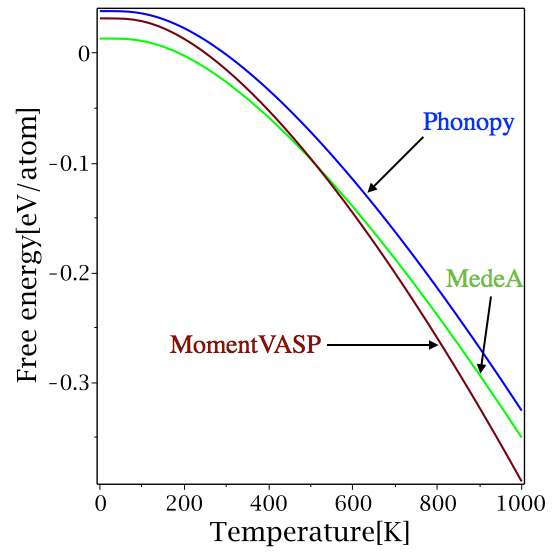 Free energy[eV/atom]
0
-0.1
-0.2
-0.3
Phonopy
MedeA
MomentVASP
0 200 400 600 800 1000
Temperature[K]